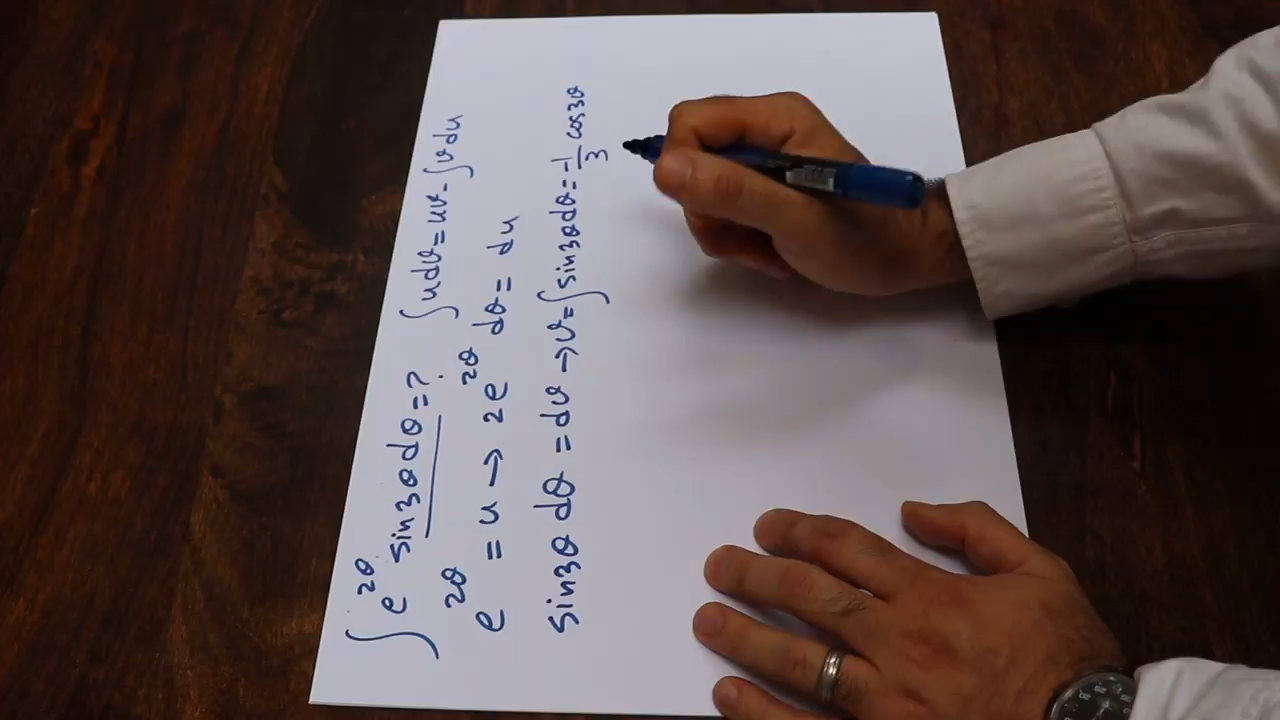 ∫ e^{2θ} sin3θ dθ = ? ∫ u dv = uv - ∫ v du
e^{2θ} = u → 2e^{2θ} dθ = du
sin3θ dθ = dv → v = ∫ sin3θ dθ = -1/3 cos3θ